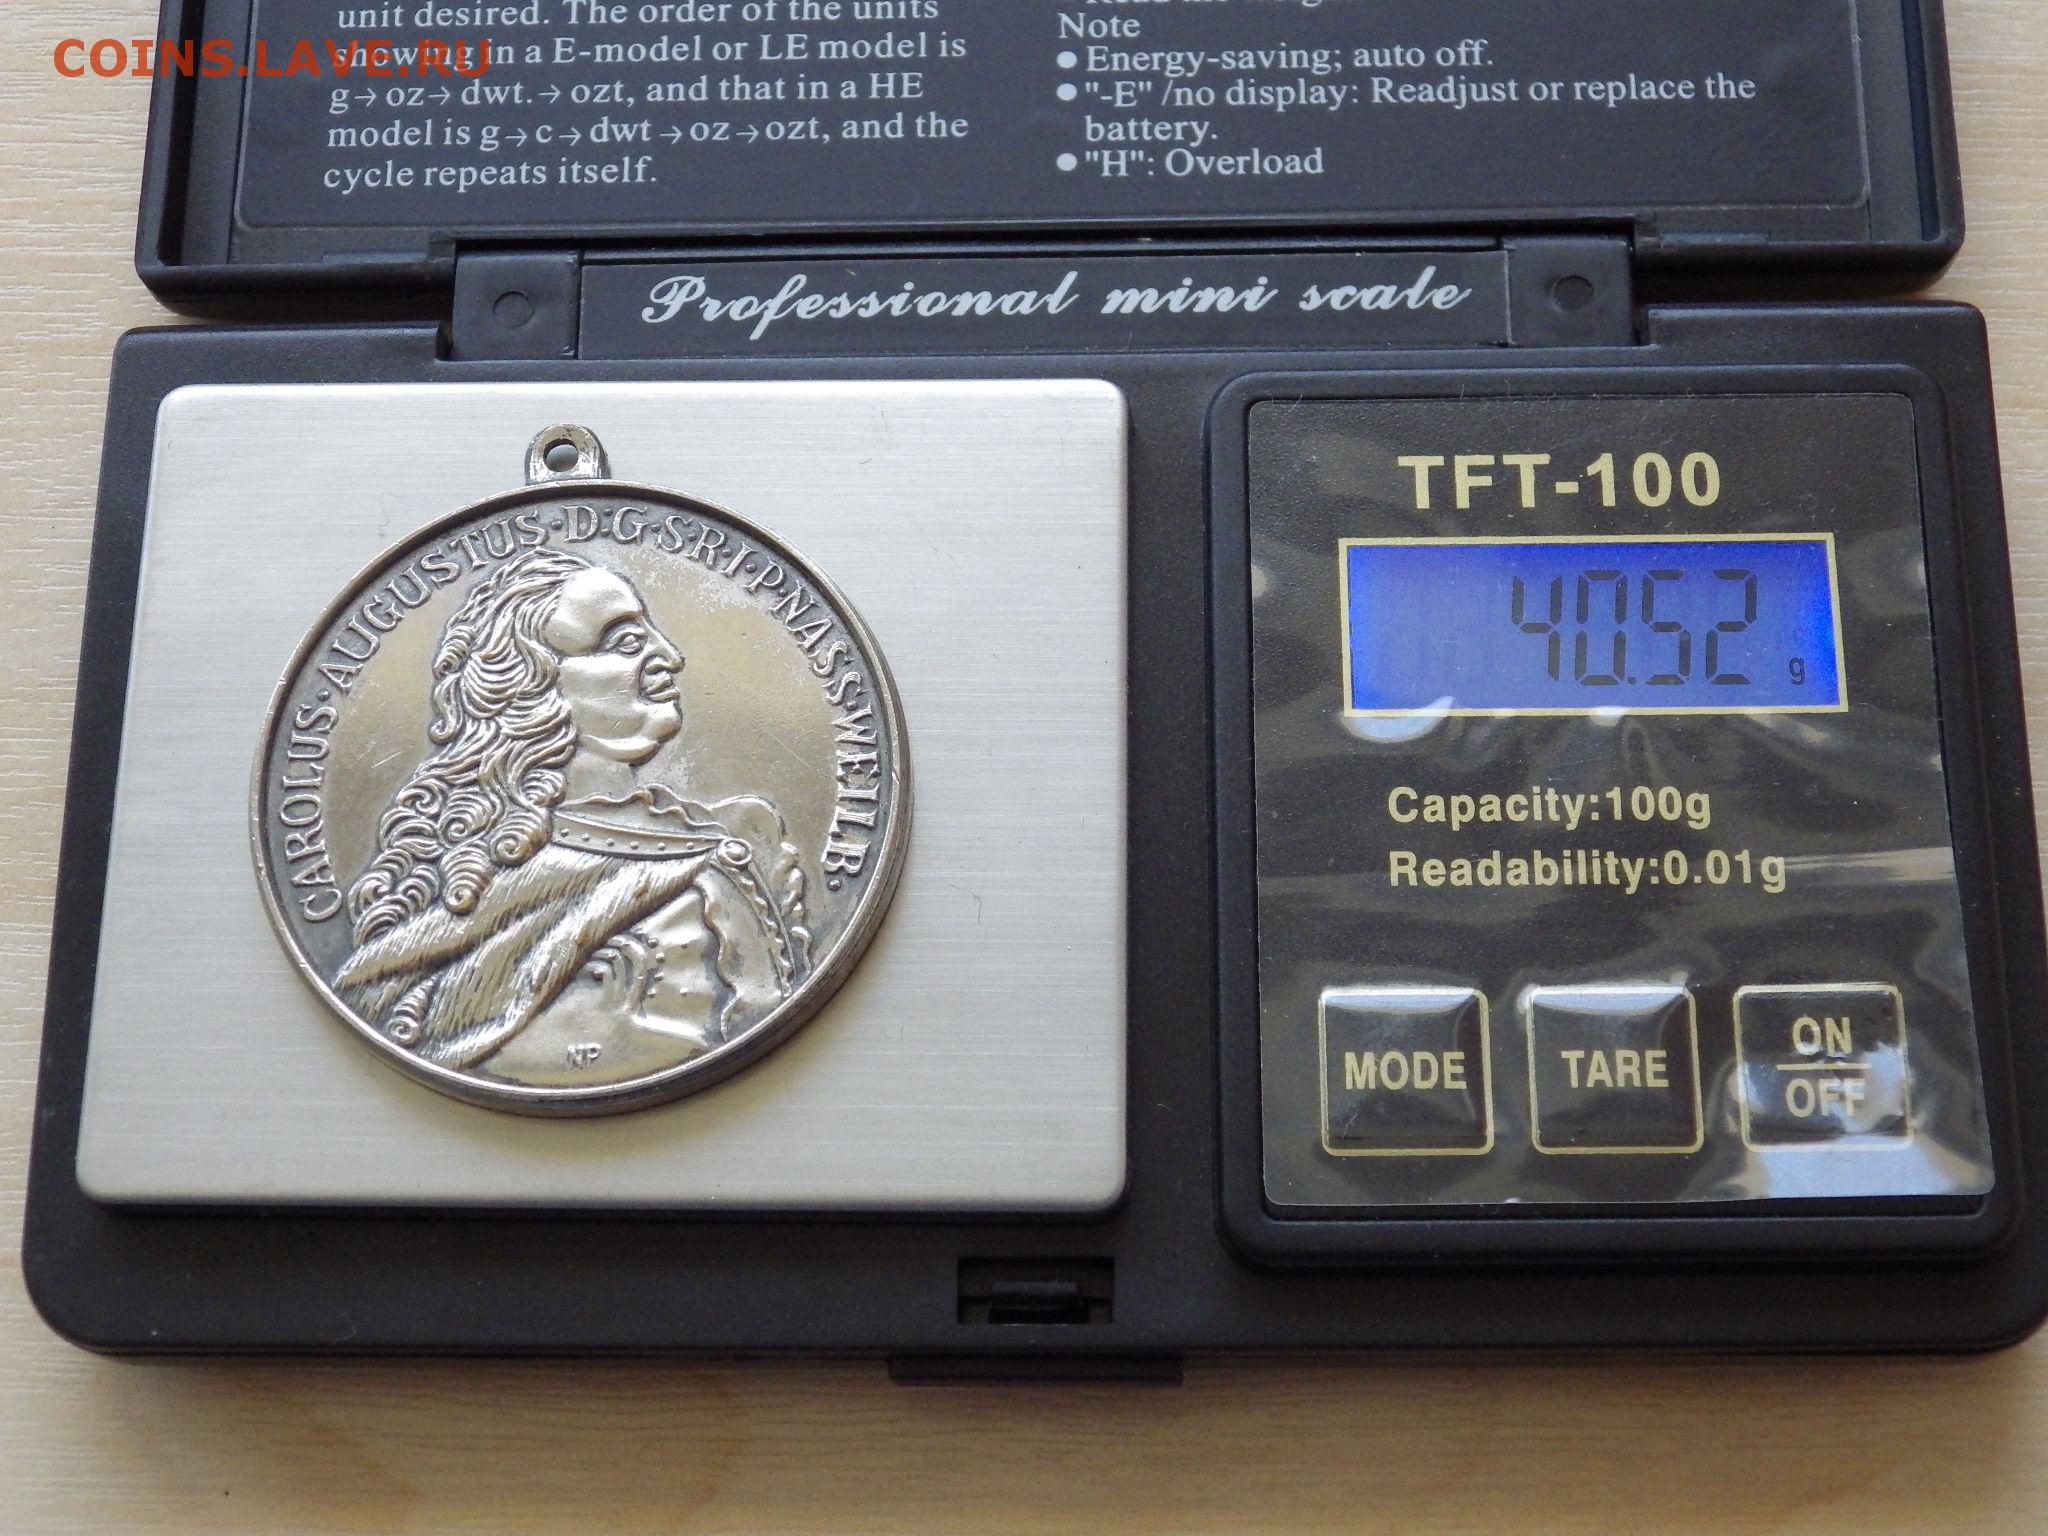 unit desired. The order of the units
showing in a E-model or LE model is
g→oz→dwt.→ozt, and that in a HE
model is g→c→dwt→oz→ozt, and the
cycle repeats itself.
Note
●Energy-saving; auto off.
●"-E" /no display: Readjust or replace the
battery.
●"H": Overload
COINS.LAVE.RU
Professional mini scale
CAROLUS·AUGUSTUS·D:G·S·R·I·P·NASS·WEILB·
NP
TFT-100
40.52 g
Capacity:100g
Readability:0.01g
MODE
TARE
ON
OFF